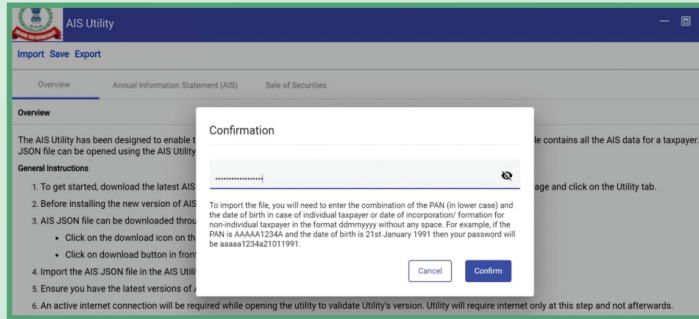 AIS Utility
Import Save Export
Overview Annual Information Statement (AIS) Sale of Securities
Overview
The AIS Utility has been designed to enable t le contains all the AIS data for a taxpayer.
JSON file can be opened using the AIS Utility
General Instructions
1. To get started, download the latest AIS age and click on the Utility tab.
2. Before installing the new version of AIS
3. AIS JSON file can be downloaded throu
Click on the download icon on th
Click on download button in front
4. Import the AIS JSON file in the AIS Utili
5. Ensure you have the latest versions of
6. An active internet connection will be required while opening the utility to validate Utility's version. Utility will require internet only at this step and not afterwards.
Confirmation
To import the file, you will need to enter the combination of the PAN (in lower case) and
the date of birth in case of individual taxpayer or date of incorporation/ formation for
non-individual taxpayer in the format ddmmyyyy without any space. For example, if the
PAN is AAAAA1234A and the date of birth is 21st January 1991 then your password will
be aaaaa1234a21011991.
Cancel Confirm